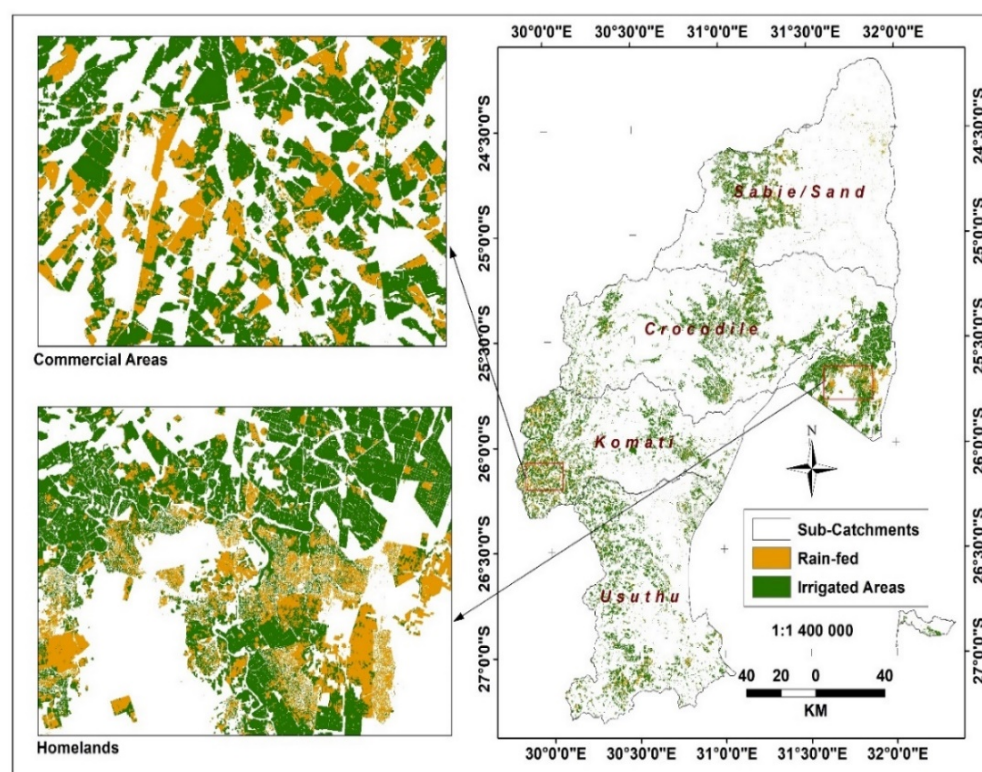 Commercial Areas
Homelands
30°0'0"E 30°30'0"E 31°0'0"E 31°30'0"E 32°0'0"E
24°30'0"S 24°30'0"S
25°0'0"S 25°0'0"S
25°30'0"S 25°30'0"S
26°0'0"S 26°0'0"S
26°30'0"S 26°30'0"S
27°0'0"S 27°0'0"S
Sabie/Sand
Crocodile
Komati
Usuthu
N
Sub-Catchments
Rain-fed
Irrigated Areas
1:1 400 000
40 20 0 40
KM
30°0'0"E 30°30'0"E 31°0'0"E 31°30'0"E 32°0'0"E